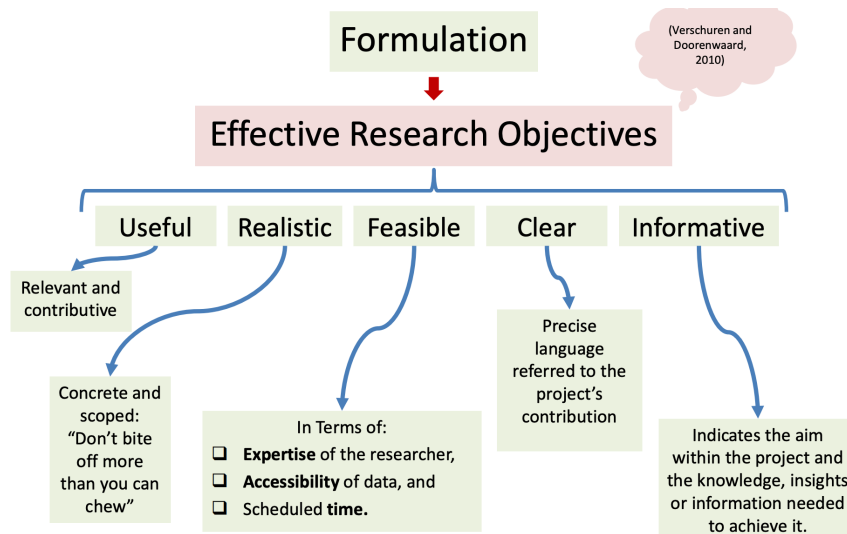 Formulation
(Verschuren and
Doorenwaard,
2010)
Effective Research Objectives
Useful
Realistic
Feasible
Clear
Informative
Relevant and
contributive
Concrete and
scoped:
“Don’t bite
off more
than you can
chew”
In Terms of:
Expertise of the researcher,
Accessibility of data, and
Scheduled time.
Precise
language
referred to the
project’s
contribution
Indicates the aim
within the project and
the knowledge, insights
or information needed
to achieve it.